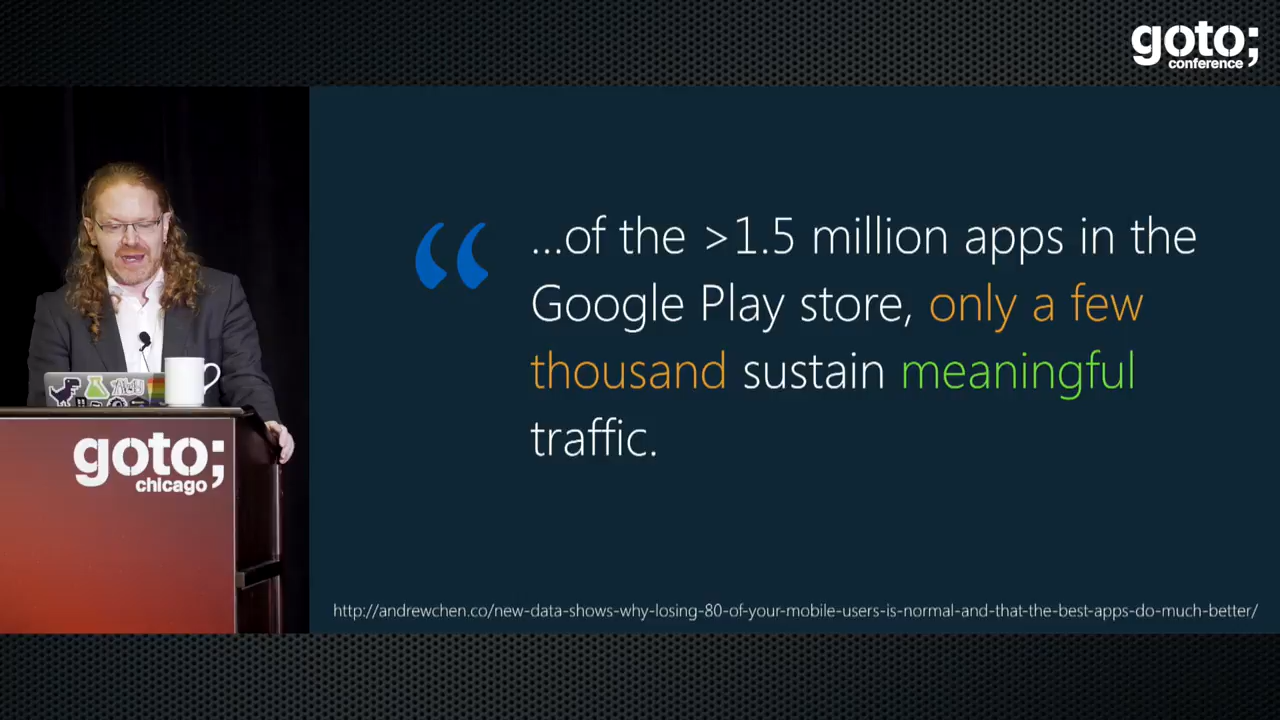 goto;
conference
“
...of the >1.5 million apps in the
Google Play store, only a few
thousand sustain meaningful
traffic.
http://andrewchen.co/new-data-shows-why-losing-80-of-your-mobile-users-is-normal-and-that-the-best-apps-do-much-better/
goto;
chicago